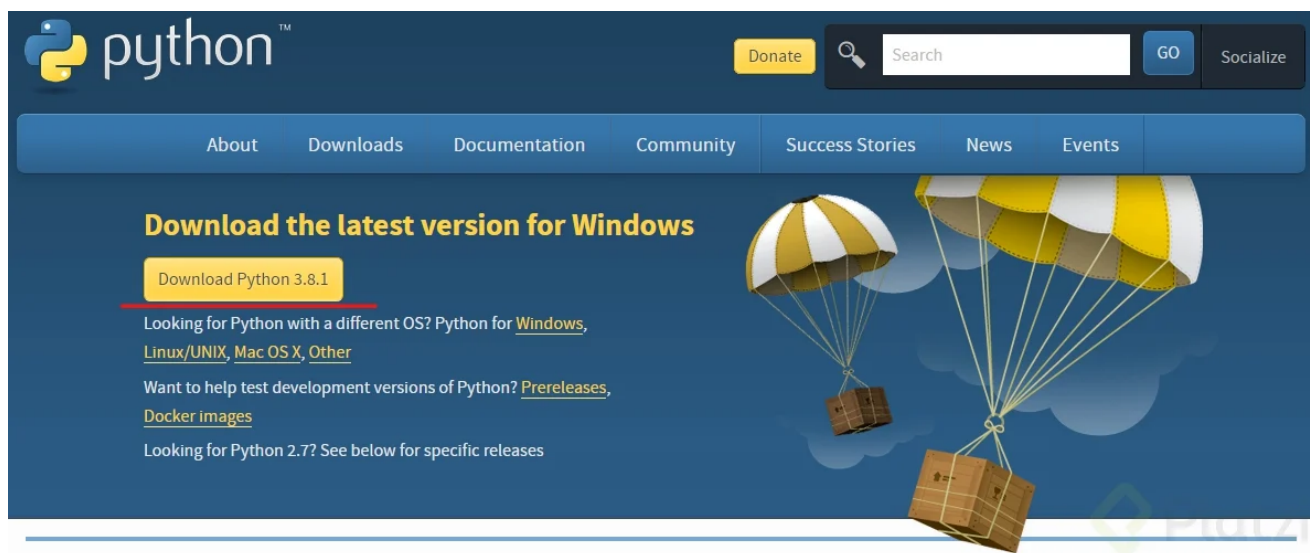 python™
Donate
Search
GO
Socialize
About Downloads Documentation Community Success Stories News Events
Download the latest version for Windows
Download Python 3.8.1
Looking for Python with a different OS? Python for Windows,
Linux/UNIX, Mac OS X, Other
Want to help test development versions of Python? Prereleases,
Docker images
Looking for Python 2.7? See below for specific releases
Platzi